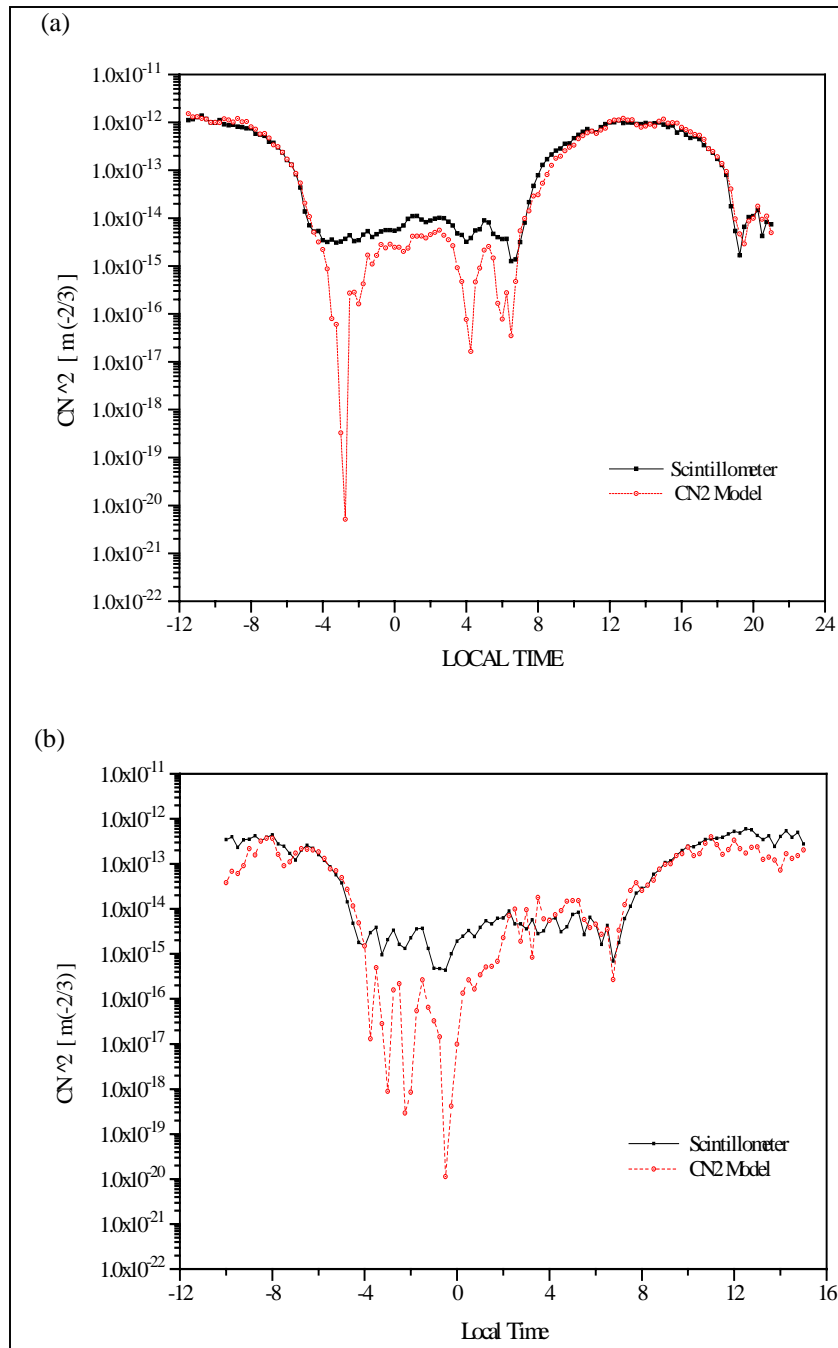 (a)
1.0x10-11
1.0x10-12
1.0x10-13
1.0x10-14
1.0x10-15
1.0x10-16
1.0x10-17
1.0x10-18
1.0x10-19
1.0x10-20
1.0x10-21
1.0x10-22
CN^2 [ m(-2/3) ]
Scintillometer
CN2 Model
-12 -8 -4 0 4 8 12 16 20 24
LOCAL TIME
(b)
1.0x10-11
1.0x10-12
1.0x10-13
1.0x10-14
1.0x10-15
1.0x10-16
1.0x10-17
1.0x10-18
1.0x10-19
1.0x10-20
1.0x10-21
1.0x10-22
CN^2 [ m(-2/3) ]
Scintillometer
CN2 Model
-12 -8 -4 0 4 8 12 16
Local Time